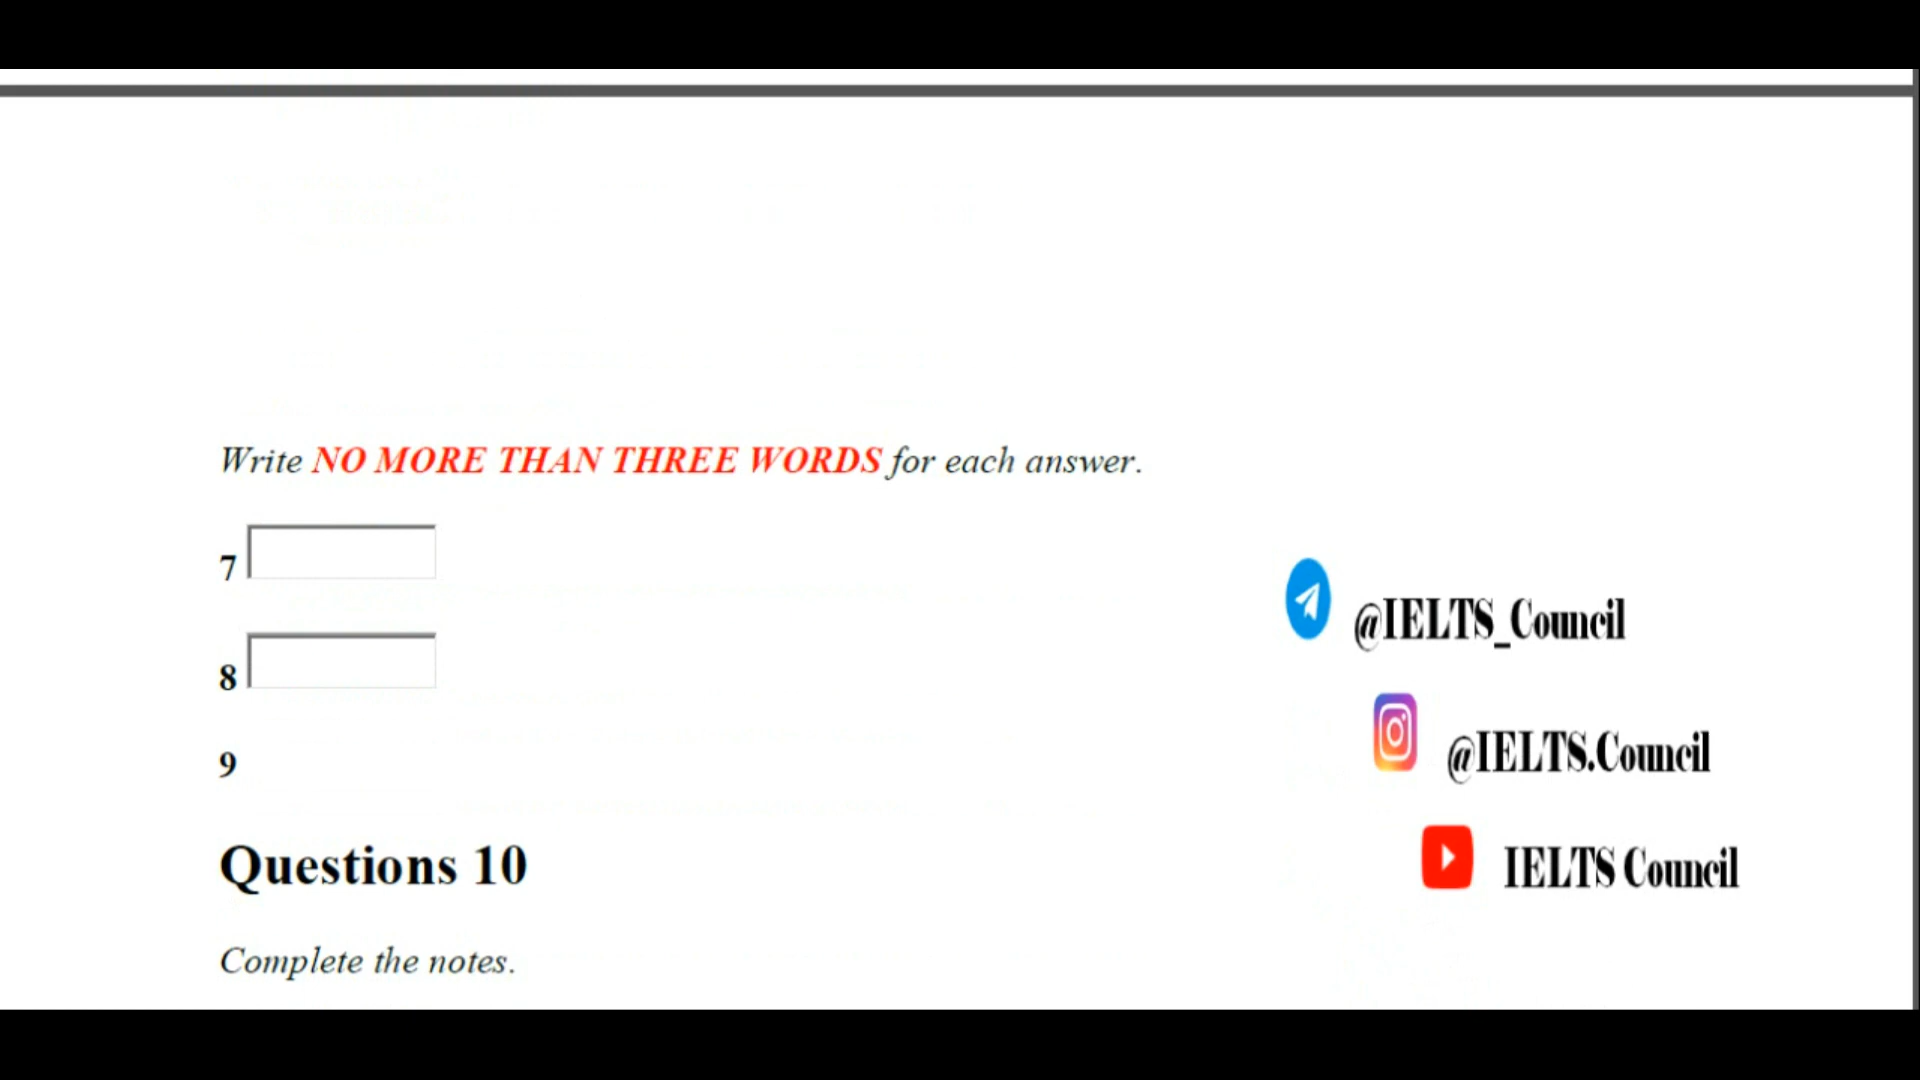 Write NO MORE THAN THREE WORDS for each answer.
7
8
9
@IELTS_Council
@IELTS.Council
IELTS Council
Questions 10
Complete the notes.